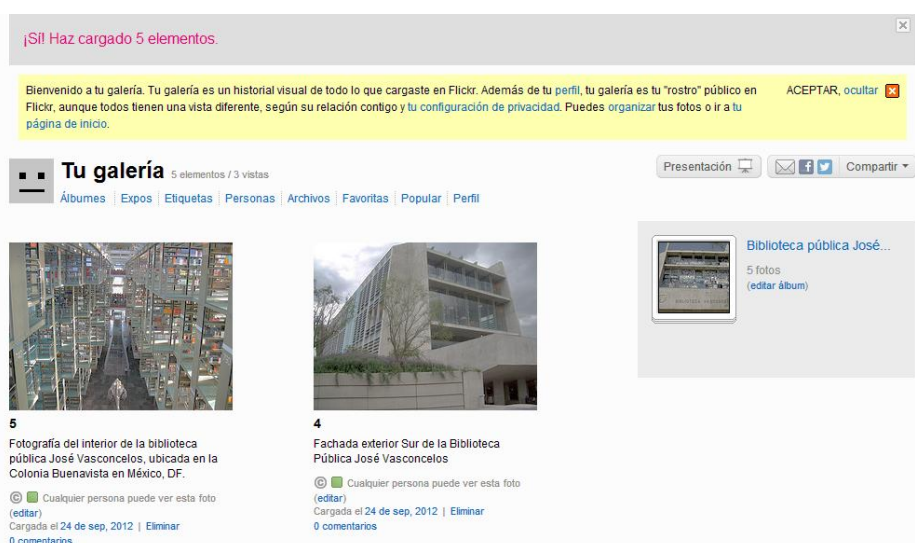 ¡Sí! Haz cargado 5 elementos.
Bienvenido a tu galería. Tu galería es un historial visual de todo lo que cargaste en Flickr. Además de tu perfil, tu galería es tu "rostro" público en
Flickr, aunque todos tienen una vista diferente, según su relación contigo y tu configuración de privacidad. Puedes organizar tus fotos o ir a tu
página de inicio.
ACEPTAR, ocultar
Tu galería 5 elementos / 3 vistas
Álbumes Expos Etiquetas Personas Archivos Favoritas Popular Perfil
Presentación
Compartir
5
Fotografía del interior de la biblioteca
pública José Vasconcelos, ubicada en la
Colonia Buenavista en México, DF.
© Cualquier persona puede ver esta foto
(editar)
Cargada el 24 de sep, 2012 | Eliminar
0 comentarios
4
Fachada exterior Sur de la Biblioteca
Pública José Vasconcelos
© Cualquier persona puede ver esta foto
(editar)
Cargada el 24 de sep, 2012 | Eliminar
0 comentarios
Biblioteca pública José...
5 fotos
(editar álbum)